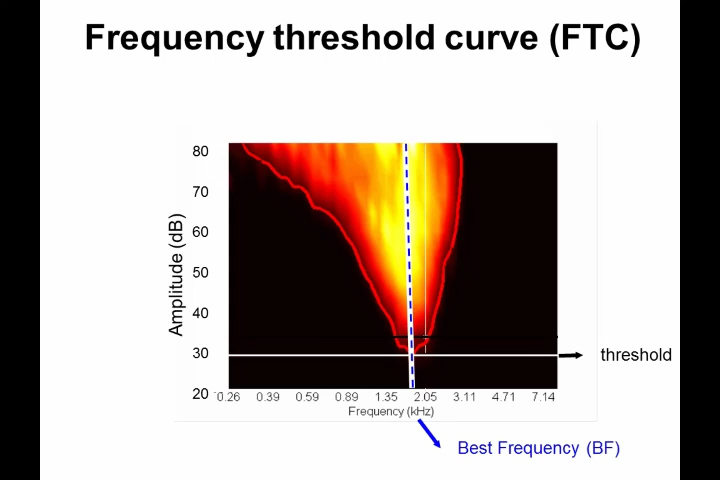 Frequency threshold curve (FTC)
80
70
60
50
40
30
20
Amplitude (dB)
threshold
0.26 0.39 0.59 0.89 1.35 2.05 3.11 4.71 7.14
Frequency (kHz)
Best Frequency (BF)